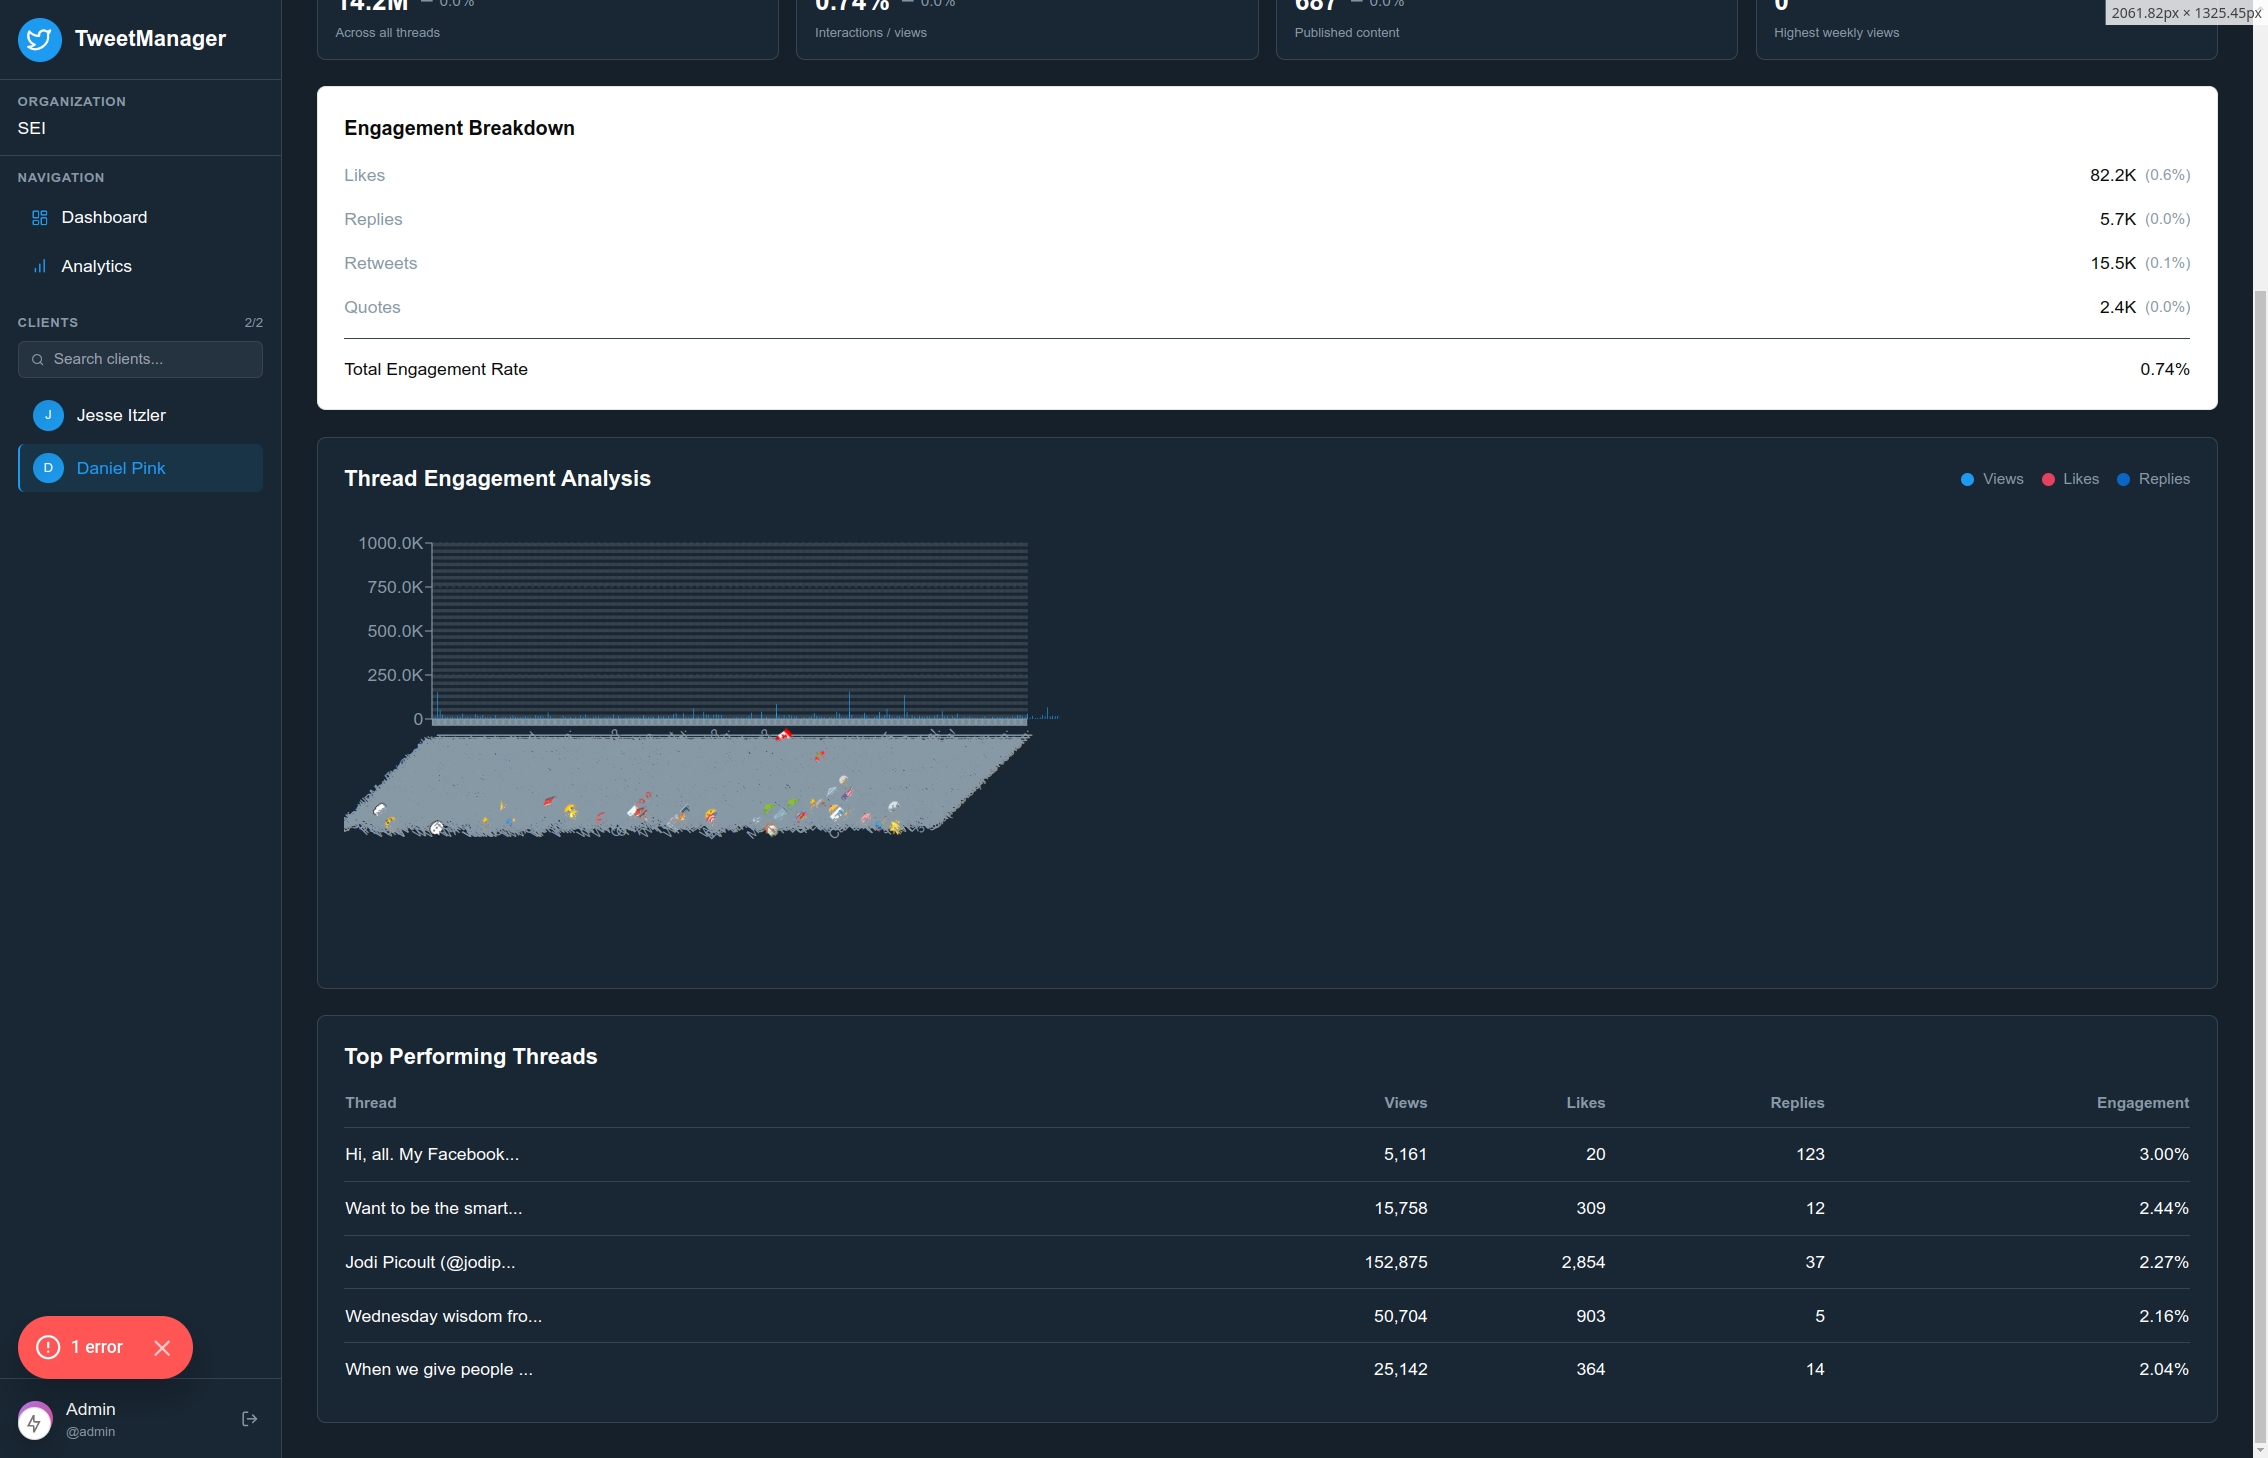 TweetManager
ORGANIZATION
SEI
NAVIGATION
Dashboard
Analytics
CLIENTS 2/2
Search clients...
J Jesse Itzler
D Daniel Pink
1 error
Admin
@admin
2061.82px × 1325.45px
14.2M — 0.0%
Across all threads
0.74% — 0.0%
Interactions / views
687 — 0.0%
Published content
0
Highest weekly views
Engagement Breakdown
Likes 82.2K (0.6%)
Replies 5.7K (0.0%)
Retweets 15.5K (0.1%)
Quotes 2.4K (0.0%)
Total Engagement Rate 0.74%
Thread Engagement Analysis
Views Likes Replies
1000.0K
750.0K
500.0K
250.0K
0
Top Performing Threads
Thread Views Likes Replies Engagement
Hi, all. My Facebook... 5,161 20 123 3.00%
Want to be the smart... 15,758 309 12 2.44%
Jodi Picoult (@jodip... 152,875 2,854 37 2.27%
Wednesday wisdom fro... 50,704 903 5 2.16%
When we give people ... 25,142 364 14 2.04%